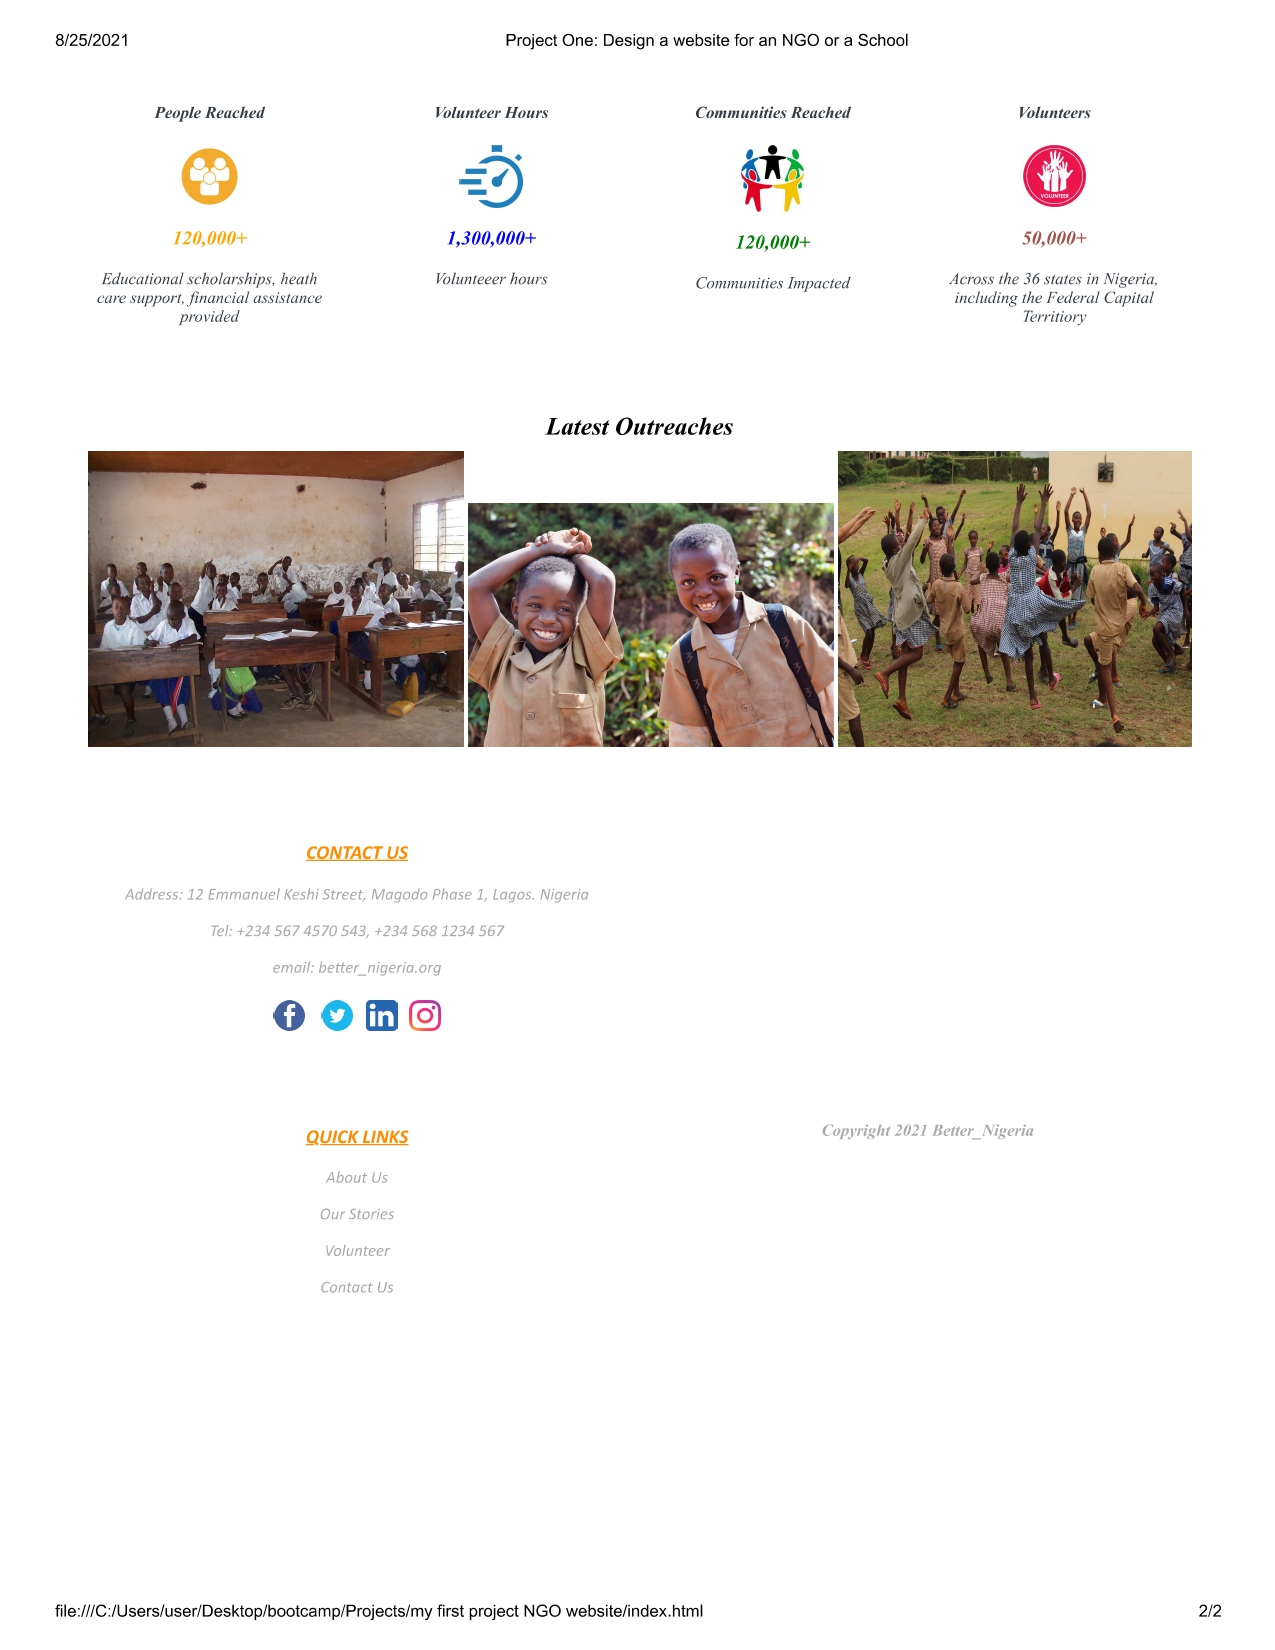 8/25/2021
Project One: Design a website for an NGO or a School
People Reached
120,000+
Educational scholarships, heath
care support, financial assistance
provided
Volunteer Hours
1,300,000+
Volunteeer hours
Communities Reached
120,000+
Communities Impacted
Volunteers
VOLUNTEER
50,000+
Across the 36 states in Nigeria,
including the Federal Capital
Territiory
Latest Outreaches
CONTACT US
Address: 12 Emmanuel Keshi Street, Magodo Phase 1, Lagos. Nigeria
Tel: +234 567 4570 543, +234 568 1234 567
email: better_nigeria.org
f
in
QUICK LINKS
About Us
Our Stories
Volunteer
Contact Us
Copyright 2021 Better_Nigeria
file:///C:/Users/user/Desktop/bootcamp/Projects/my first project NGO website/index.html
2/2